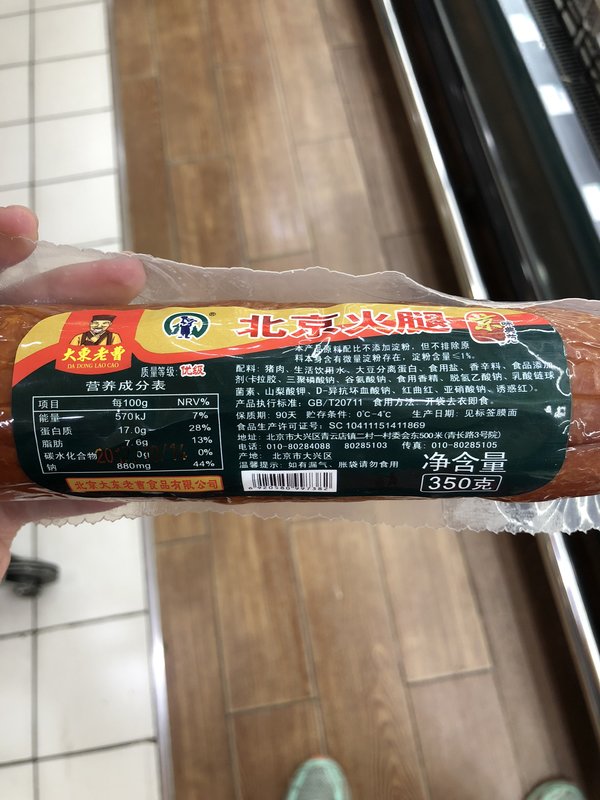 大東老曹
DA DONG LAO CAO
质量等级:优级
营养成分表
项目 每100g NRV%
能量 570kJ 7%
蛋白质 17.0g 28%
脂肪 7.6g 13%
碳水化合物 0g 0%
钠 880mg 44%
北京大东老曹食品有限公司
北京火腿
本产品原料配比不添加淀粉，但不排除原
料本身含有微量淀粉存在，淀粉含量≤1%。
配料：猪肉、生活饮用水、大豆分离蛋白、食用盐、香辛料、食品添加
剂(卡拉胶、三聚磷酸钠、谷氨酸钠、食用香精、脱氢乙酸钠、乳酸链球
菌素、山梨酸钾、D-异抗坏血酸钠、红曲红、亚硝酸钠、诱惑红)。
产品执行标准：GB/T20711 食用方法：开袋去衣即食。
保质期：90天 贮存条件：0℃-4℃ 生产日期：见标签膜面
食品生产许可证号：SC10411151411869
地址：北京市大兴区青云店镇二村一村委会东500米(青长路3号院)
电话：010-80284088 80285103 传真：010-80285105
产地：北京市大兴区
温馨提示：如有漏气、胀袋请勿食用
净含量
350克